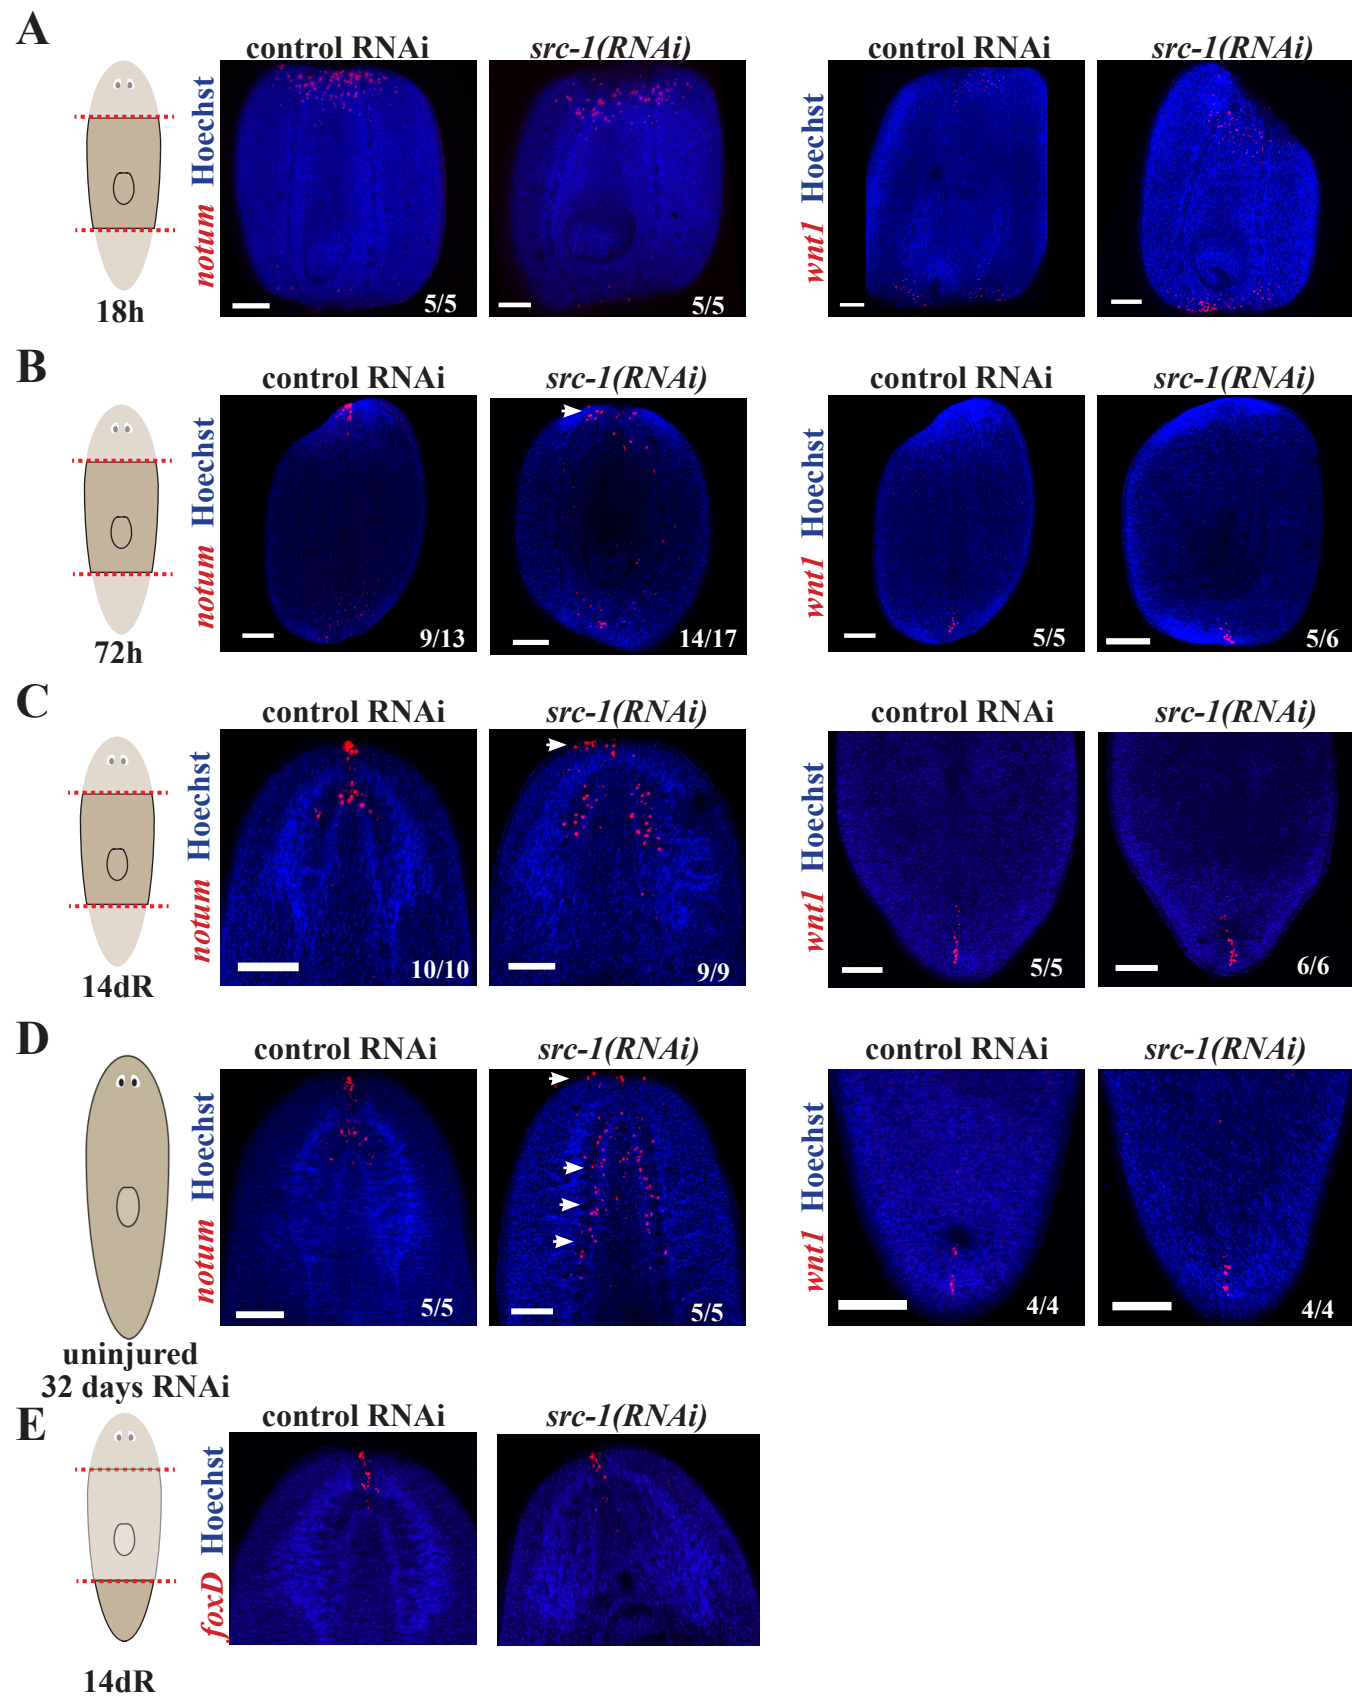 A
control RNAi
src-1(RNAi)
control RNAi
src-1(RNAi)
notum Hoechst
5/5
5/5
wnt1 Hoechst
18h
B
control RNAi
src-1(RNAi)
control RNAi
src-1(RNAi)
notum Hoechst
9/13
14/17
wnt1 Hoechst
5/5
5/6
72h
C
control RNAi
src-1(RNAi)
control RNAi
src-1(RNAi)
notum Hoechst
10/10
9/9
wnt1 Hoechst
5/5
6/6
14dR
D
control RNAi
src-1(RNAi)
control RNAi
src-1(RNAi)
notum Hoechst
5/5
5/5
wnt1 Hoechst
4/4
4/4
uninjured
32 days RNAi
E
control RNAi
src-1(RNAi)
foxD Hoechst
14dR